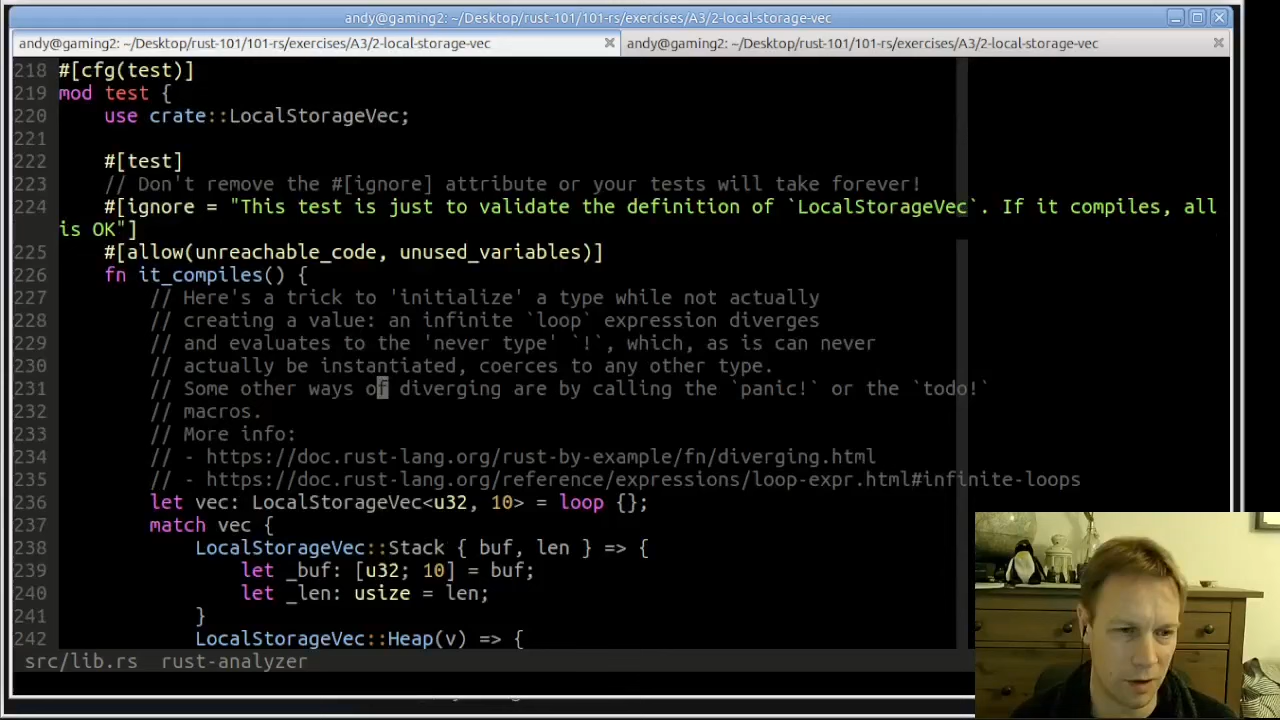 andy@gaming2: ~/Desktop/rust-101/101-rs/exercises/A3/2-local-storage-vec
andy@gaming2: ~/Desktop/rust-101/101-rs/exercises/A3/2-local-storage-vec
andy@gaming2: ~/Desktop/rust-101/101-rs/exercises/A3/2-local-storage-vec
218 #[cfg(test)]
219 mod test {
220     use crate::LocalStorageVec;
221
222     #[test]
223     // Don't remove the #[ignore] attribute or your tests will take forever!
224     #[ignore = "This test is just to validate the definition of `LocalStorageVec`. If it compiles, all
is OK"]
225     #[allow(unreachable_code, unused_variables)]
226     fn it_compiles() {
227         // Here's a trick to 'initialize' a type while not actually
228         // creating a value: an infinite `loop` expression diverges
229         // and evaluates to the 'never type' `!`, which, as is can never
230         // actually be instantiated, coerces to any other type.
231         // Some other ways of diverging are by calling the `panic!` or the `todo!`
232         // macros.
233         // More info:
234         // - https://doc.rust-lang.org/rust-by-example/fn/diverging.html
235         // - https://doc.rust-lang.org/reference/expressions/loop-expr.html#infinite-loops
236         let vec: LocalStorageVec<u32, 10> = loop {};
237         match vec {
238             LocalStorageVec::Stack { buf, len } => {
239                 let _buf: [u32; 10] = buf;
240                 let _len: usize = len;
241             }
242             LocalStorageVec::Heap(v) => {
src/lib.rs  rust-analyzer